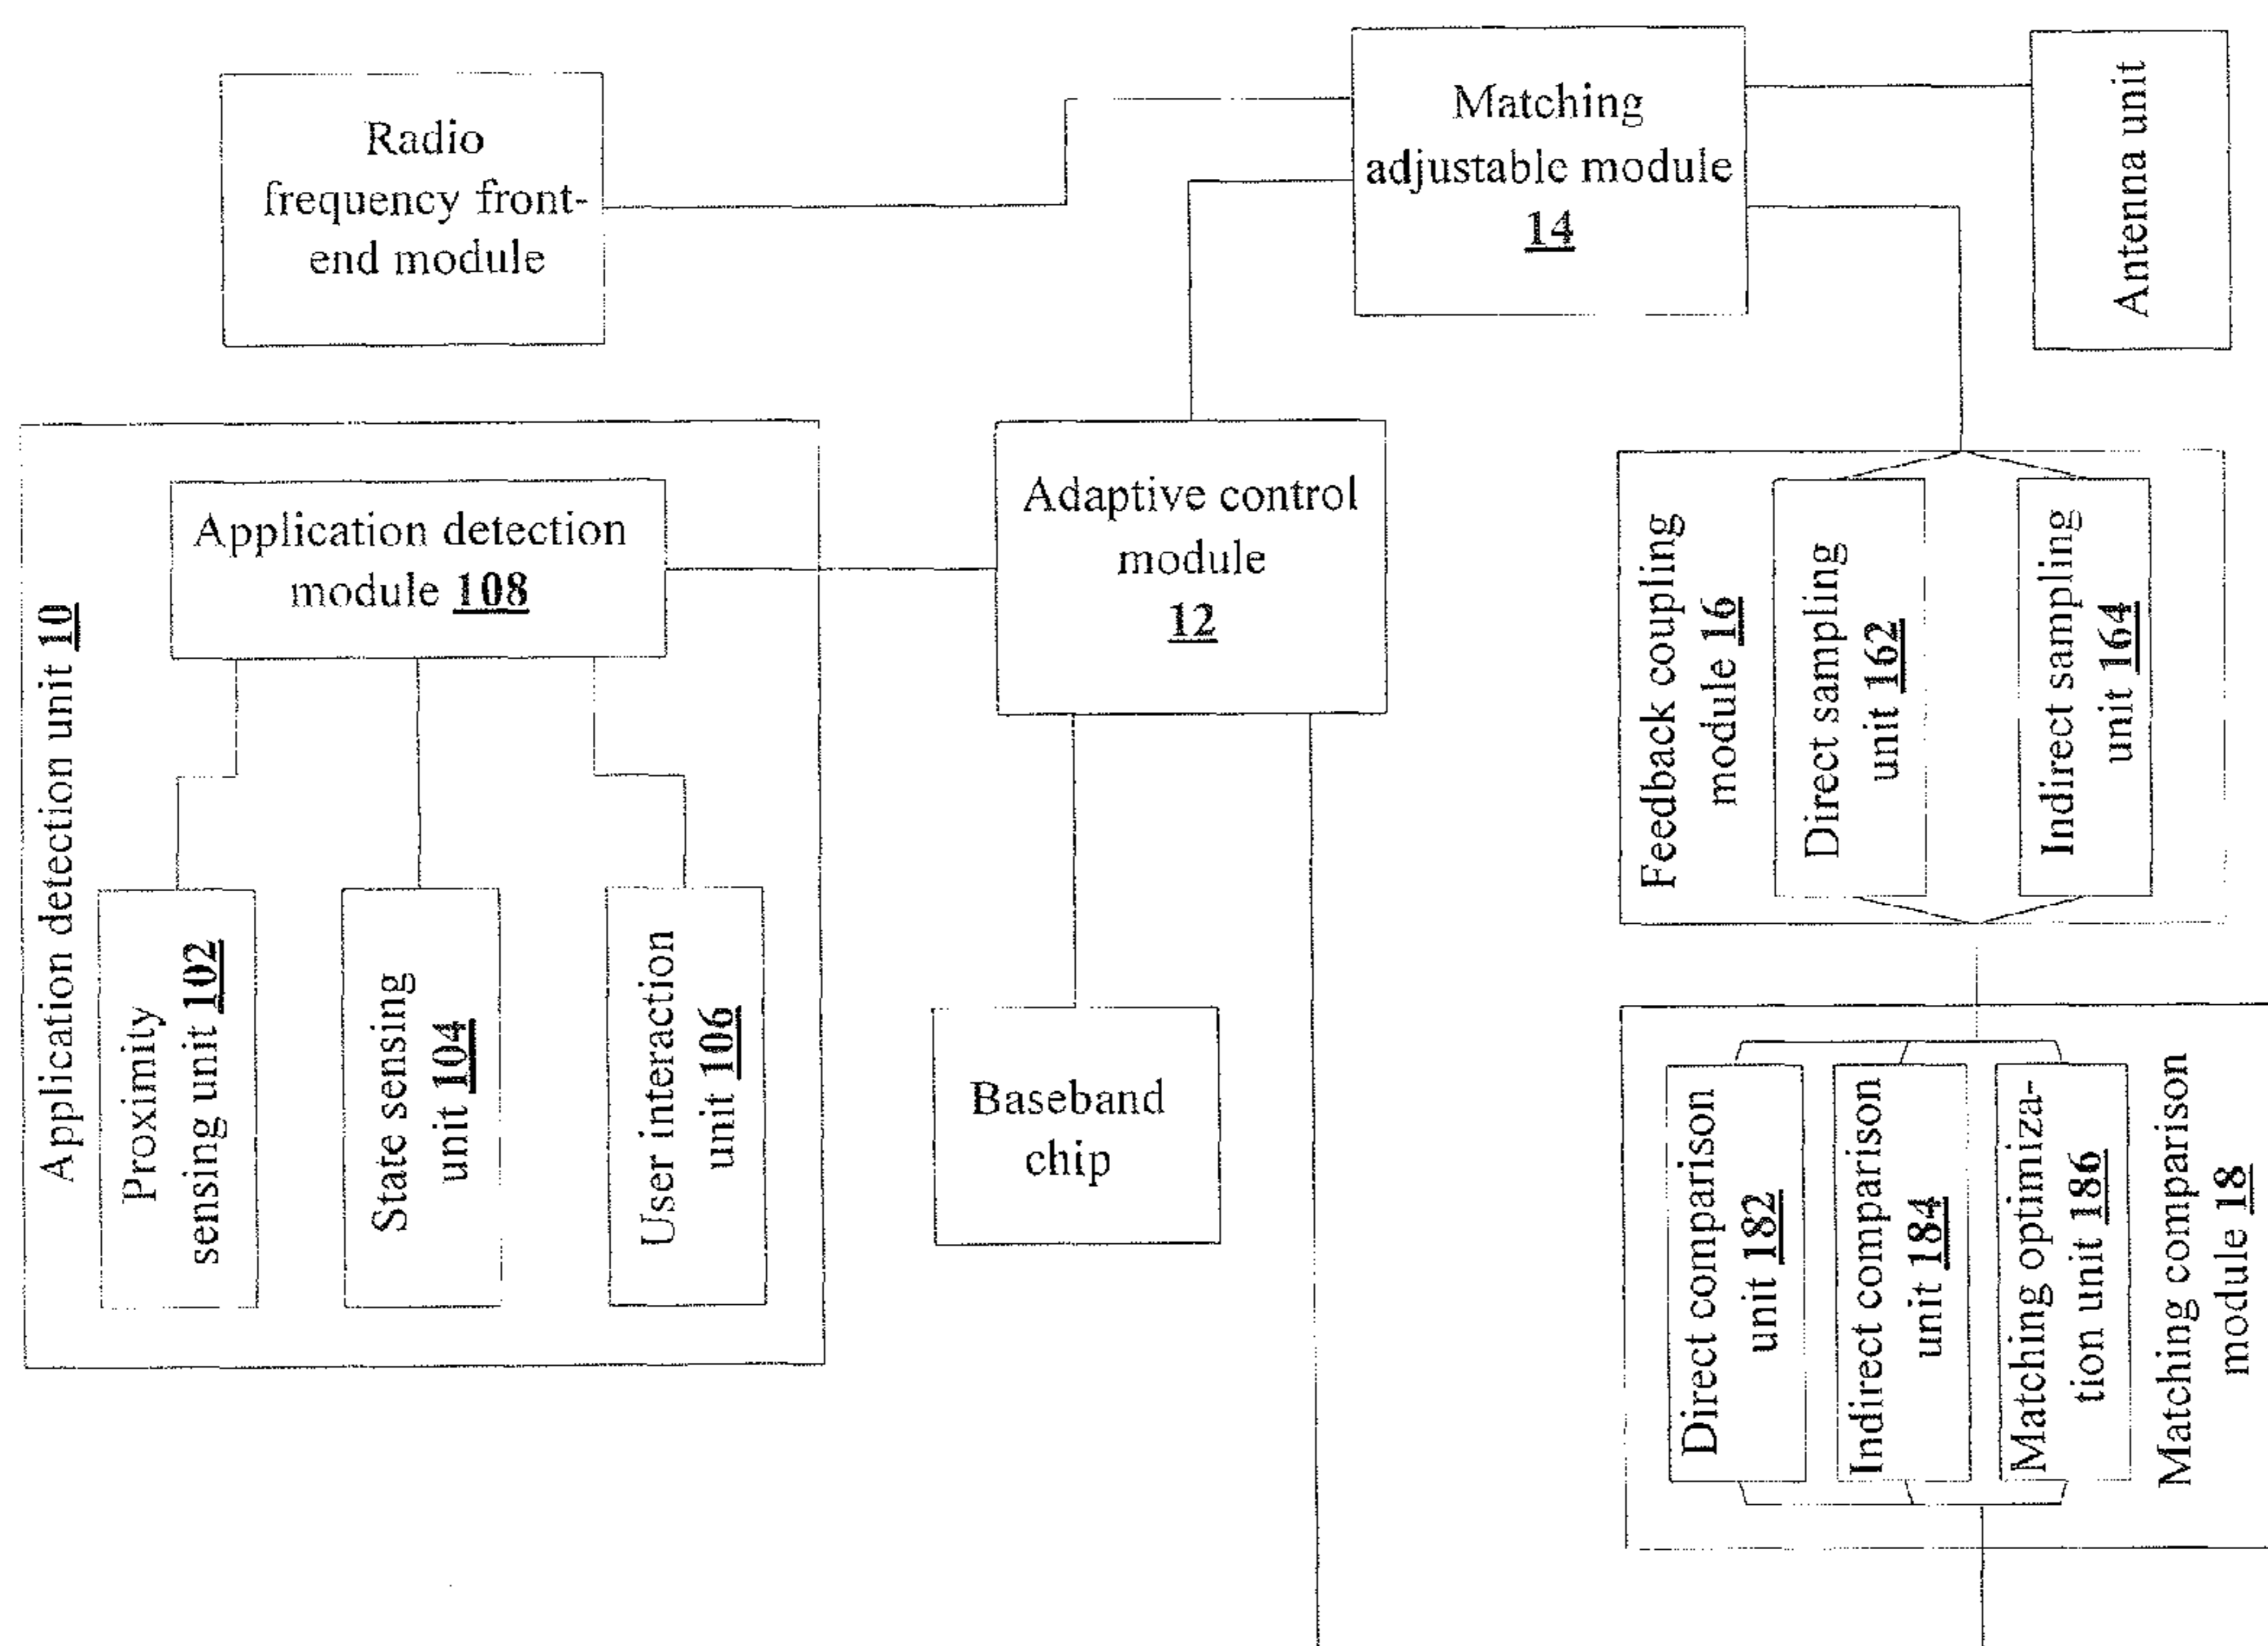 Radio
frequency front-
end module
Matching
adjustable module
14
Antenna unit
Application detection unit 10
Application detection
module 108
Proximity
sensing unit 102
State sensing
unit 104
User interaction
unit 106
Adaptive control
module
12
Baseband
chip
Feedback coupling
module 16
Direct sampling
unit 162
Indirect sampling
unit 164
Direct comparison
unit 182
Indirect comparison
unit 184
Matching optimiza-
tion unit 186
Matching comparison
module 18